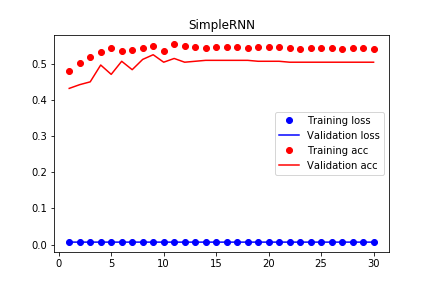 SimpleRNN
0.5
0.4
0.3
0.2
0.1
0.0
Training loss
Validation loss
Training acc
Validation acc
0 5 10 15 20 25 30